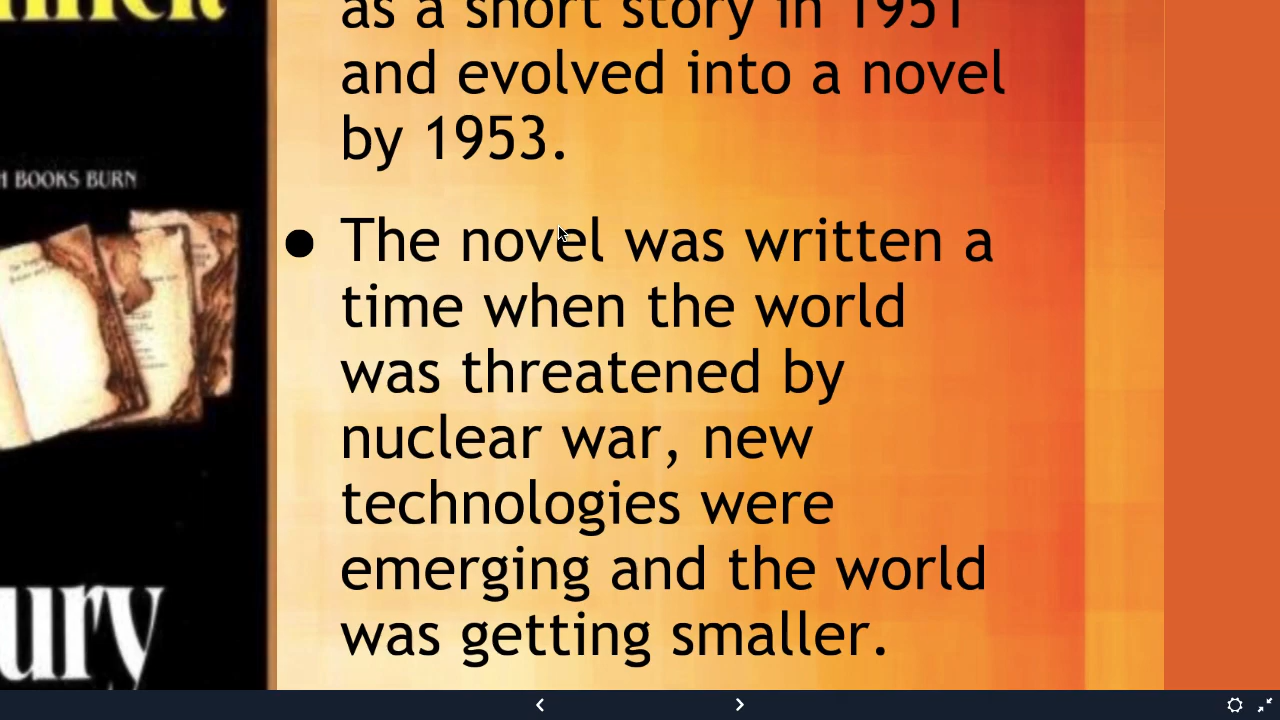 as a short story in 1951
and evolved into a novel
by 1953.
BOOKS BURN
● The novel was written a
time when the world
was threatened by
nuclear war, new
technologies were
emerging and the world
was getting smaller.
ury